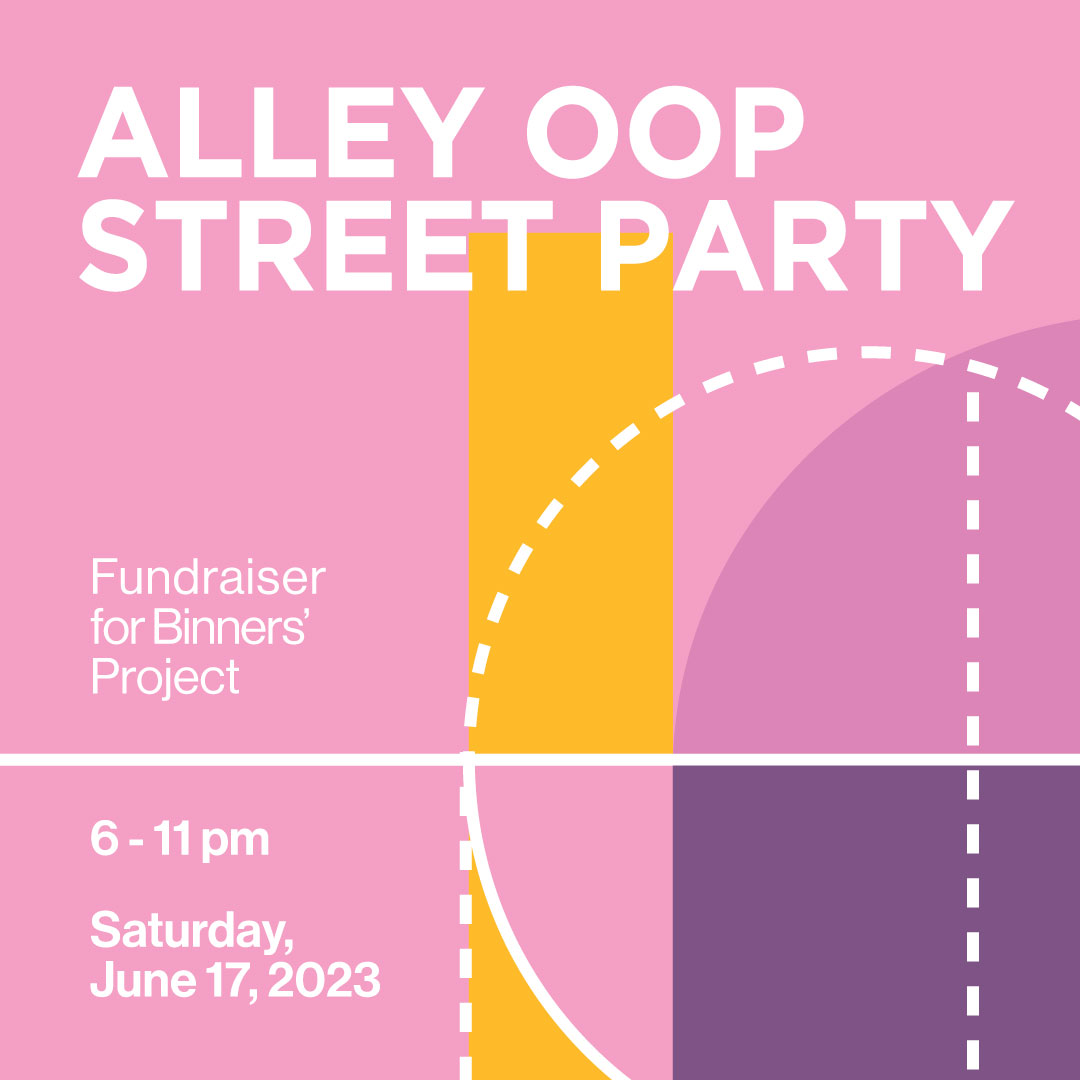 ALLEY OOP
STREET PARTY
Fundraiser
for Binners’
Project
6 - 11 pm
Saturday,
June 17, 2023